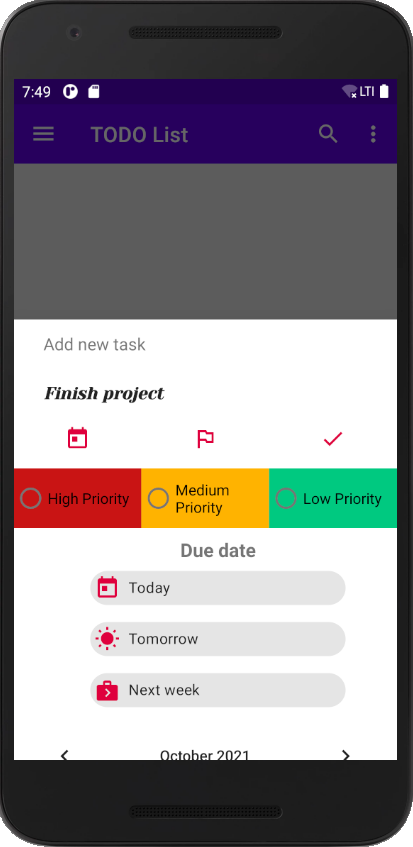 7:49 LTI
TODO List
Add new task
Finish project
High Priority
Medium
Priority
Low Priority
Due date
Today
Tomorrow
Next week
October 2021